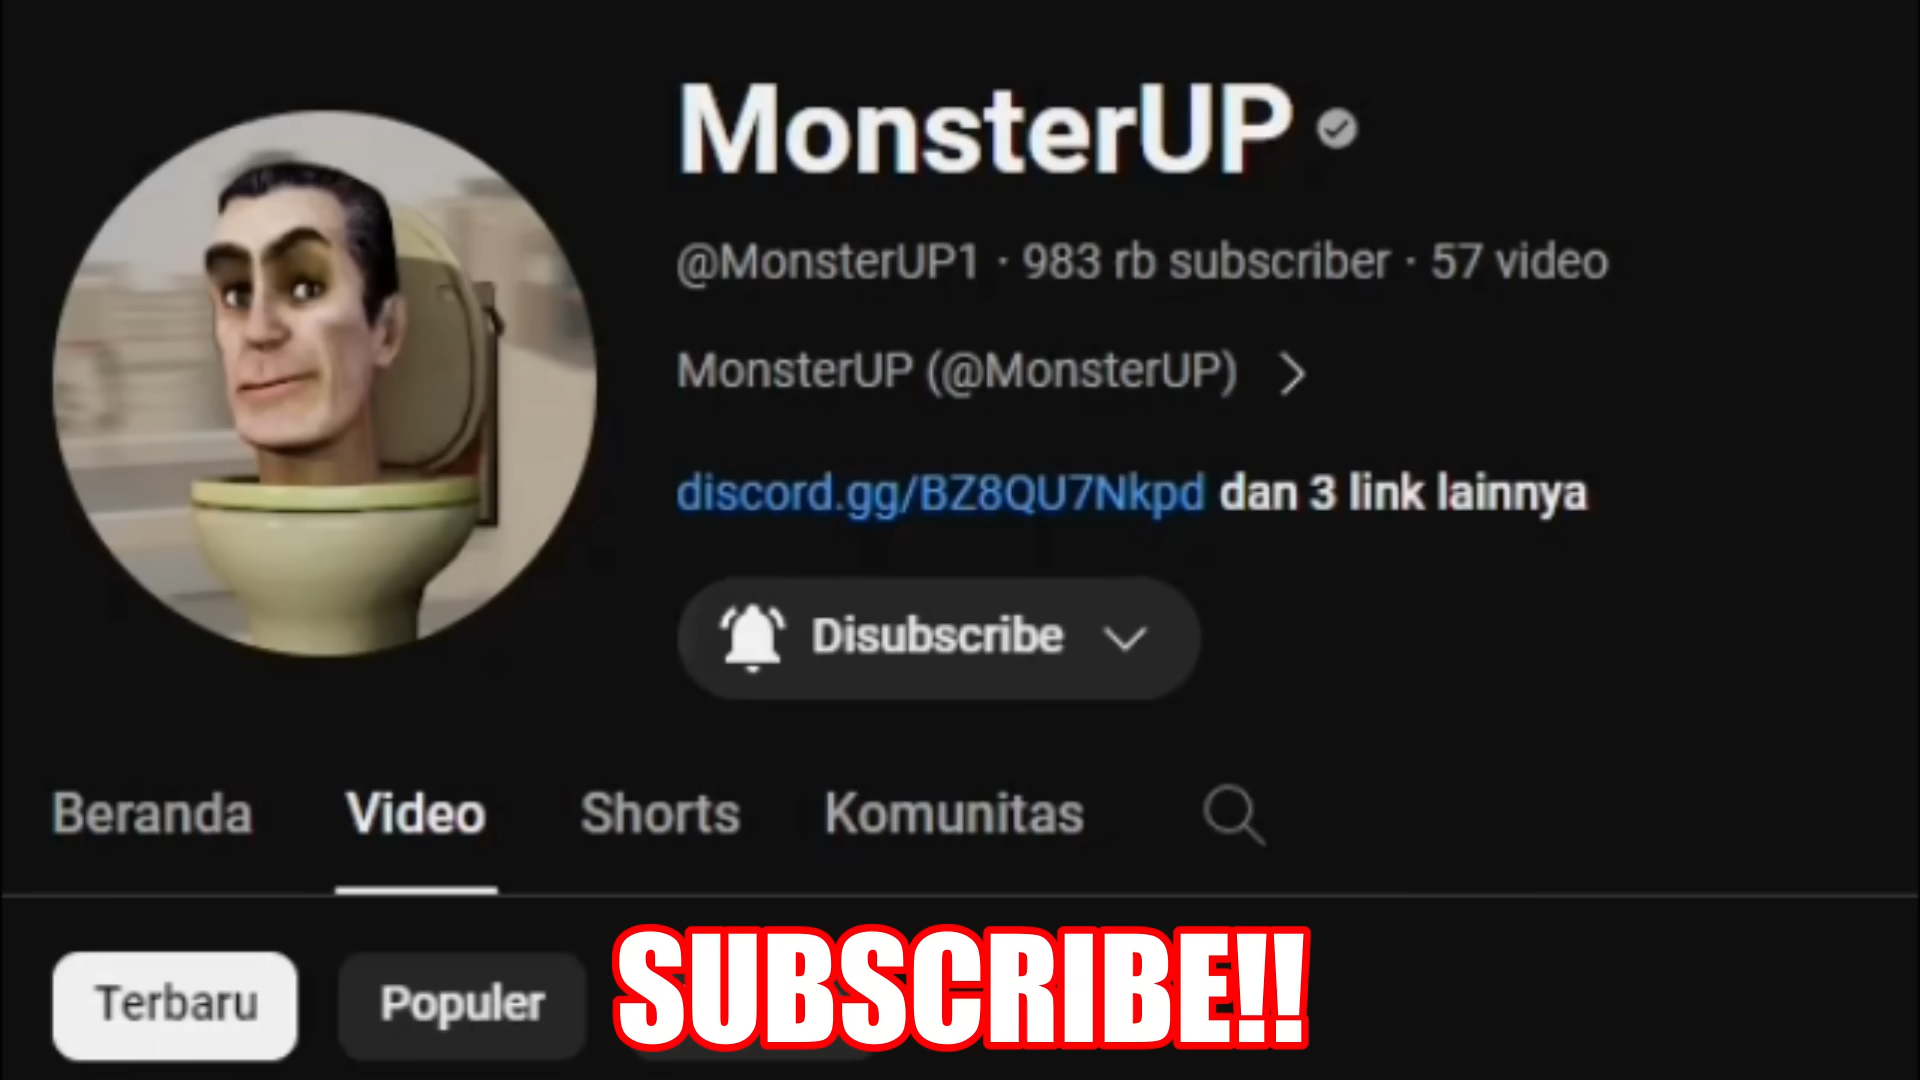 MonsterUP
@MonsterUP1 · 983 rb subscriber · 57 video
MonsterUP (@MonsterUP)
discord.gg/BZ8QU7Nkpd dan 3 link lainnya
Disubscribe
Beranda Video Shorts Komunitas
Terbaru Populer SUBSCRIBE!!